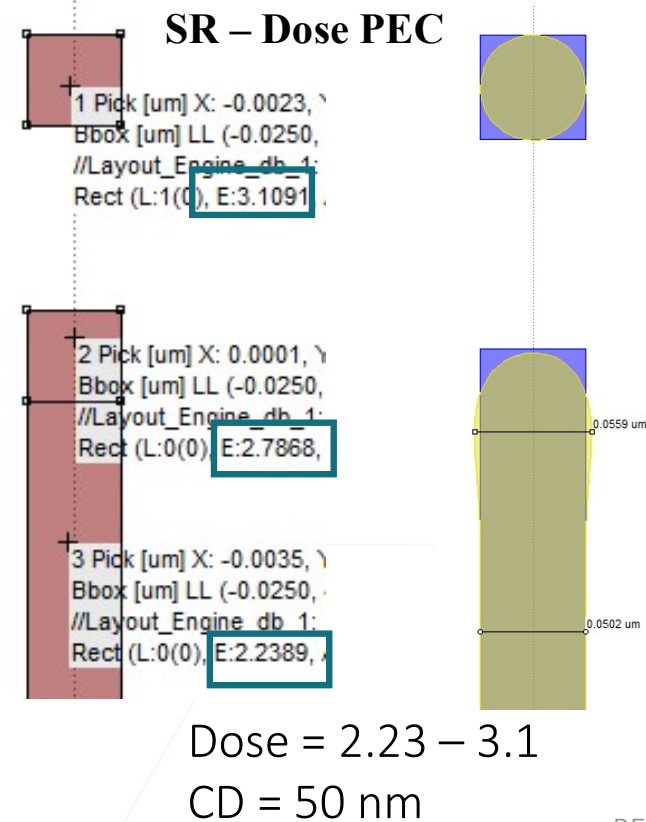 SR – Dose PEC
1 Pick [um] X: -0.0023, Y
Bbox [um] LL (-0.0250,
//Layout_Engine_db_1:
Rect (L:1(0), E:3.1091,
2 Pick [um] X: 0.0001, Y
Bbox [um] LL (-0.0250,
//Layout_Engine_db_1:
Rect (L:0(0), E:2.7868,
3 Pick [um] X: -0.0035, Y
Bbox [um] LL (-0.0250,
//Layout_Engine_db_1:
Rect (L:0(0), E:2.2389,
0.0559 um
0.0502 um
Dose = 2.23 – 3.1
CD = 50 nm